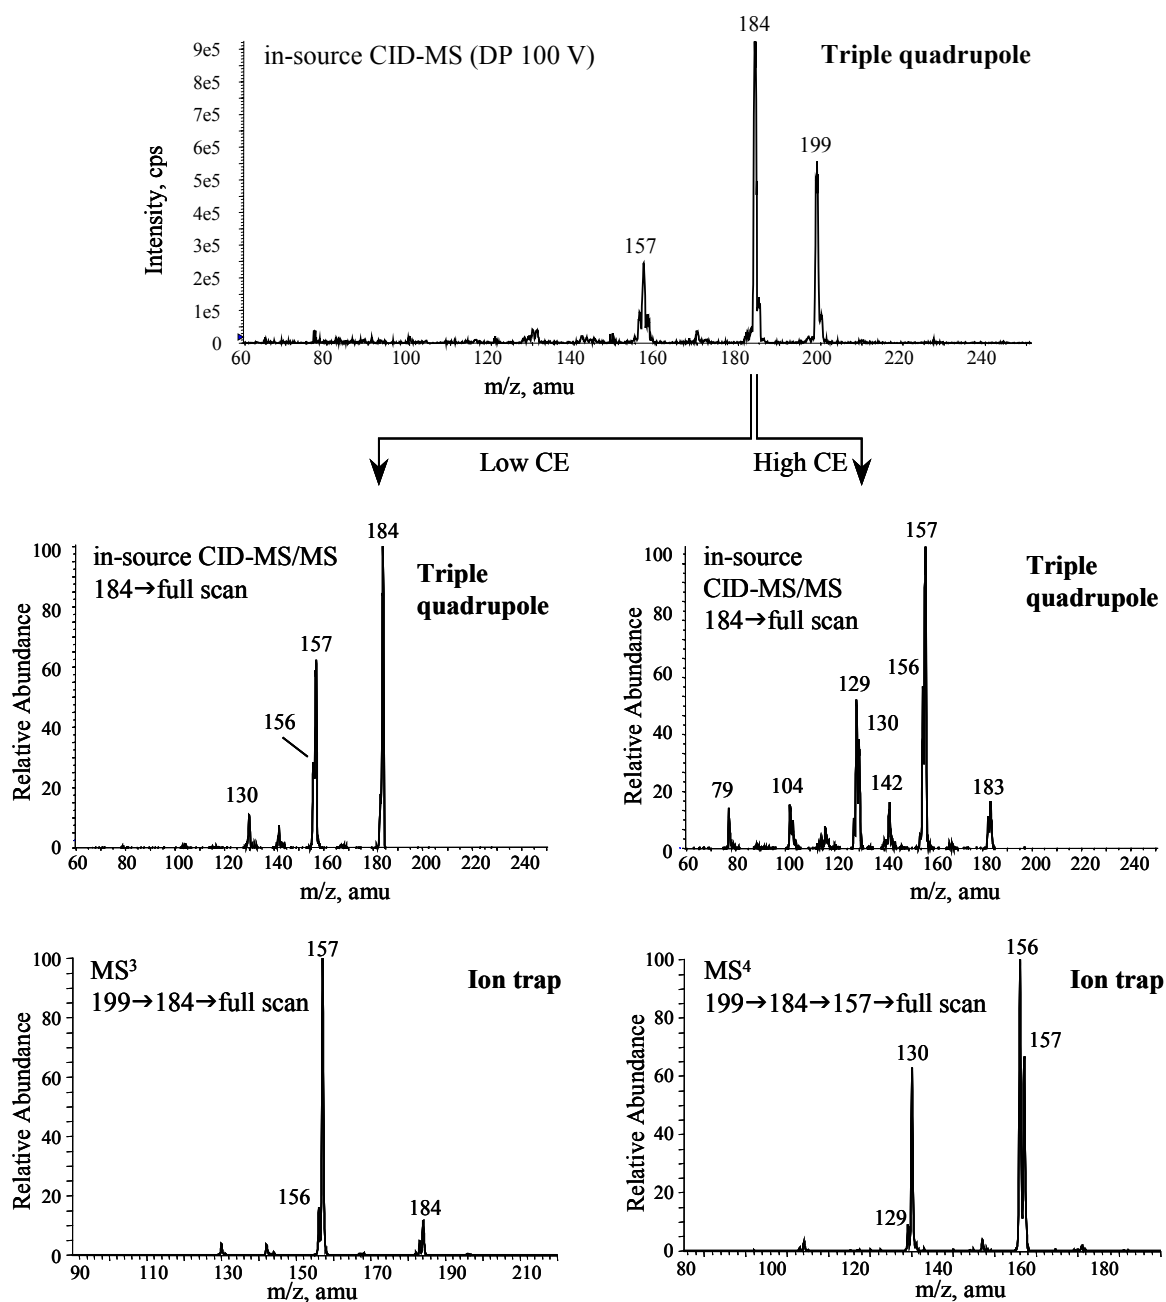 184
in-source CID-MS (DP 100 V)
Triple quadrupole
199
157
Intensity, cps
9e5
8e5
7e5
6e5
5e5
4e5
3e5
2e5
1e5
0
60 80 100 120 140 160 180 200 220 240
m/z, amu
Low CE
High CE
184
in-source CID-MS/MS
184→full scan
Triple
quadrupole
157
156
130
Relative Abundance
100
80
60
40
20
0
60 80 100 120 140 160 180 200 220 240
m/z, amu
157
in-source
CID-MS/MS
184→full scan
Triple
quadrupole
156
129
130
142
104
79
183
Relative Abundance
100
80
60
40
20
0
60 80 100 120 140 160 180 200 220 240
m/z, amu
157
MS³
199→184→full scan
Ion trap
156
184
Relative Abundance
100
80
60
40
20
0
90 110 130 150 170 190 210
m/z, amu
156
MS⁴
199→184→157→full scan
Ion trap
157
130
129
Relative Abundance
100
80
60
40
20
0
80 100 120 140 160 180
m/z, amu